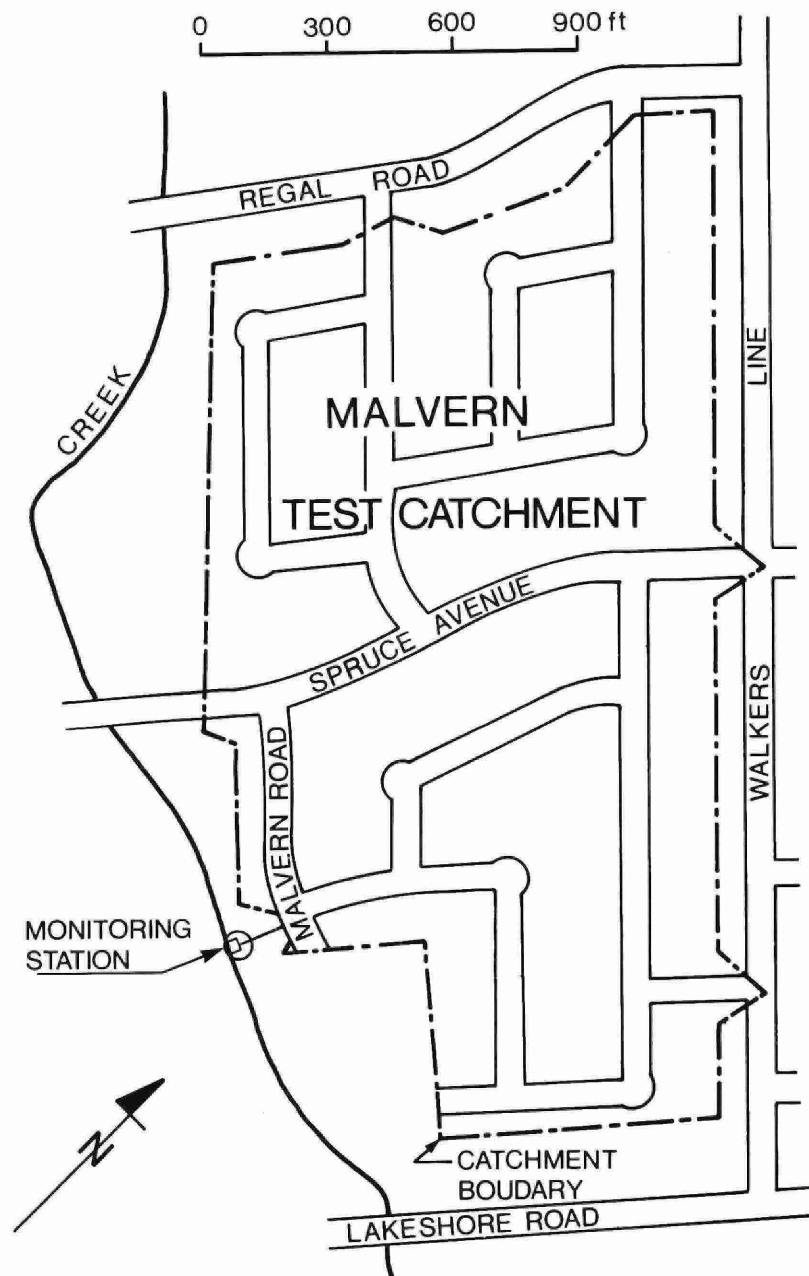 0 300 600 900 ft
REGAL ROAD
CREEK
LINE
MALVERN
TEST CATCHMENT
SPRUCE AVENUE
MALVERN ROAD
WALKERS
MONITORING
STATION
N
CATCHMENT
BOUDARY
LAKESHORE ROAD